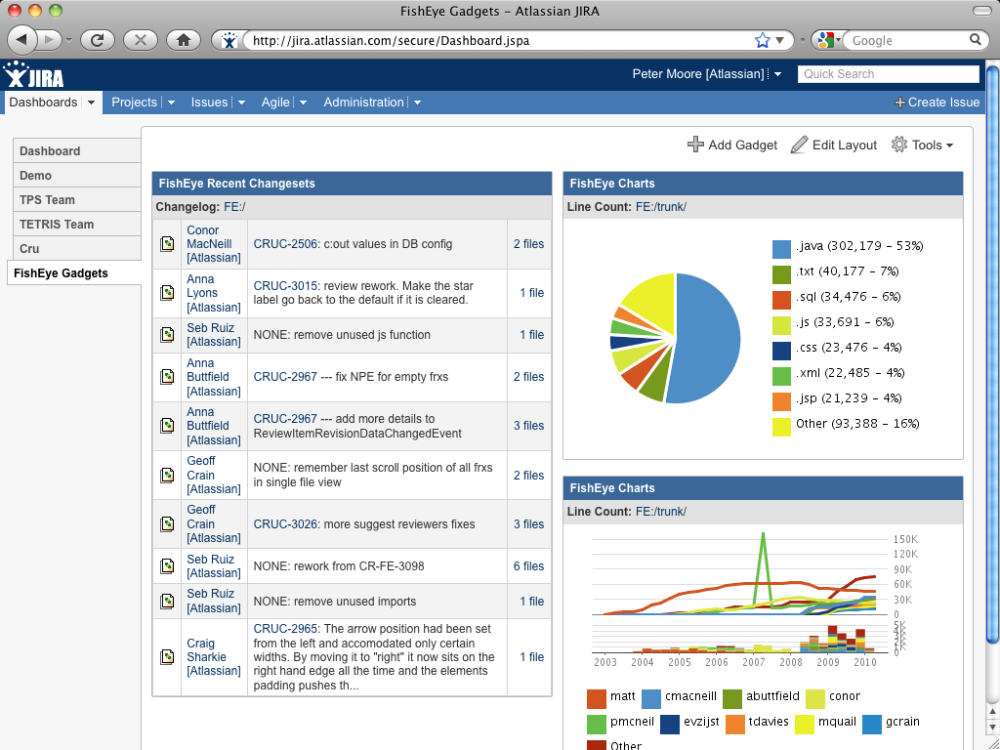 FishEye Gadgets – Atlassian JIRA
http://jira.atlassian.com/secure/Dashboard.jspa
Google
JIRA
Peter Moore [Atlassian]
Quick Search
Dashboards
Projects
Issues
Agile
Administration
Create Issue
Dashboard
Demo
TPS Team
TETRIS Team
Cru
FishEye Gadgets
Add Gadget
Edit Layout
Tools
FishEye Recent Changesets
Changelog: FE:/
Conor
MacNeill
[Atlassian]
CRUC-2506: c:out values in DB config
2 files
Anna
Lyons
[Atlassian]
CRUC-3015: review rework. Make the star
label go back to the default if it is cleared.
1 file
Seb Ruiz
[Atlassian]
NONE: remove unused js function
1 file
Anna
Buttfield
[Atlassian]
CRUC-2967 --- fix NPE for empty frxs
2 files
Anna
Buttfield
[Atlassian]
CRUC-2967 --- add more details to
ReviewItemRevisionDataChangedEvent
3 files
Geoff
Crain
[Atlassian]
NONE: remember last scroll position of all frxs
in single file view
2 files
Geoff
Crain
[Atlassian]
CRUC-3026: more suggest reviewers fixes
3 files
Seb Ruiz
[Atlassian]
NONE: rework from CR-FE-3098
6 files
Seb Ruiz
[Atlassian]
NONE: remove unused imports
1 file
Craig
Sharkie
[Atlassian]
CRUC-2965: The arrow position had been set
from the left and accomodated only certain
widths. By moving it to "right" it now sits on the
right hand edge all the time and the elements
padding pushes th...
1 file
FishEye Charts
Line Count: FE:/trunk/
.java (302,179 – 53%)
.txt (40,177 – 7%)
.sql (34,476 – 6%)
.js (33,691 – 6%)
.css (23,476 – 4%)
.xml (22,485 – 4%)
.jsp (21,239 – 4%)
Other (93,388 – 16%)
FishEye Charts
Line Count: FE:/trunk/
150K
120K
90K
60K
30K
0
5K
4K
3K
2K
1K
0
2003 2004 2005 2006 2007 2008 2009 2010
matt cmacneill abuttfield conor
pmcneil evzijst tdavies mquail gcrain
Other